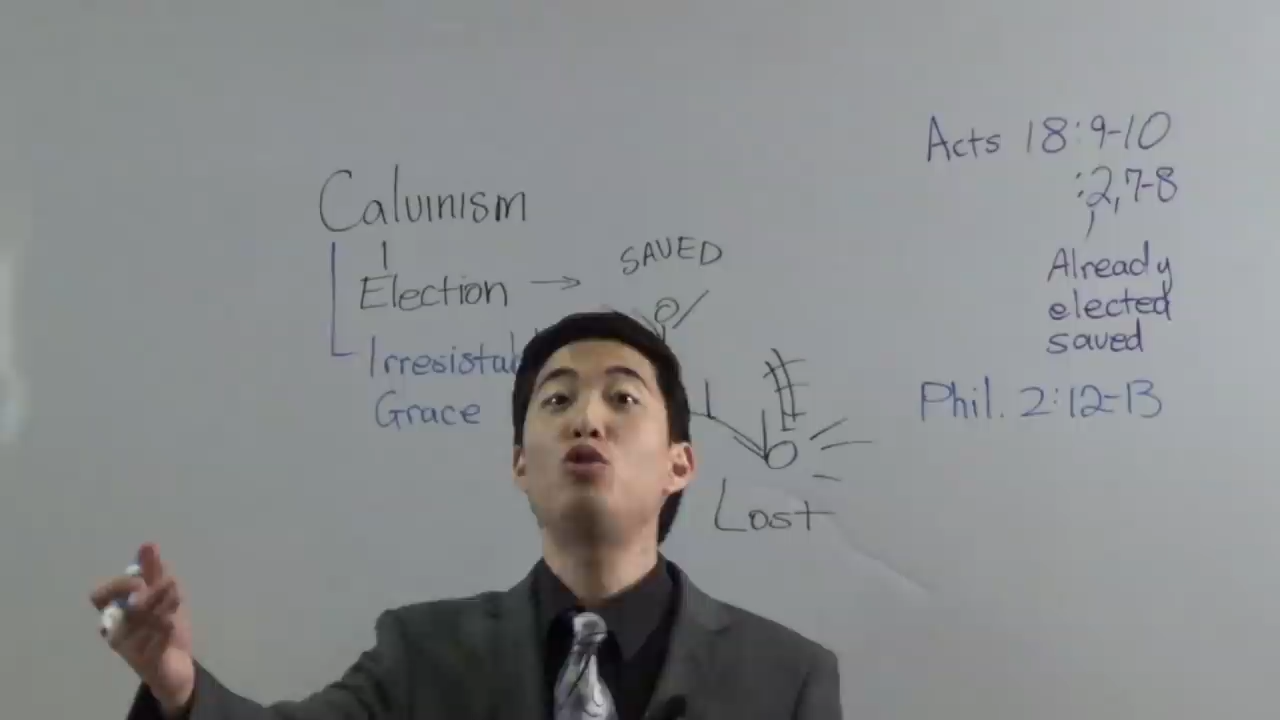 Calvinism
Election → SAVED
Irresistab
Grace
Lost
Acts 18:9-10
:2,7-8
Already
elected
saved
Phil. 2:12-13